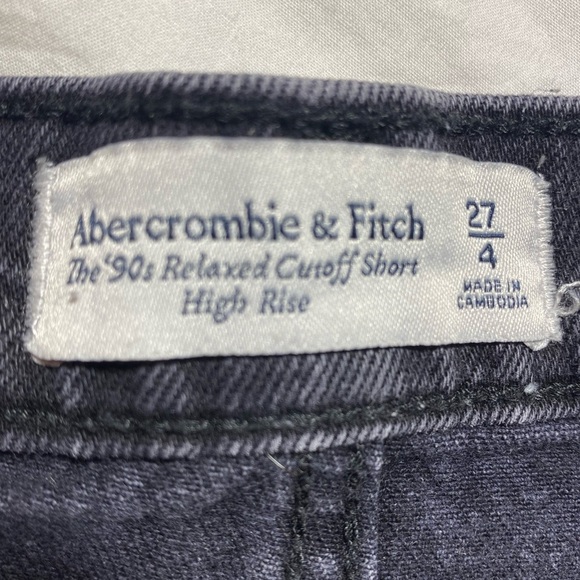 Abercrombie & Fitch
The '90s Relaxed Cutoff Short
High Rise
27
4
MADE IN
CAMBODIA